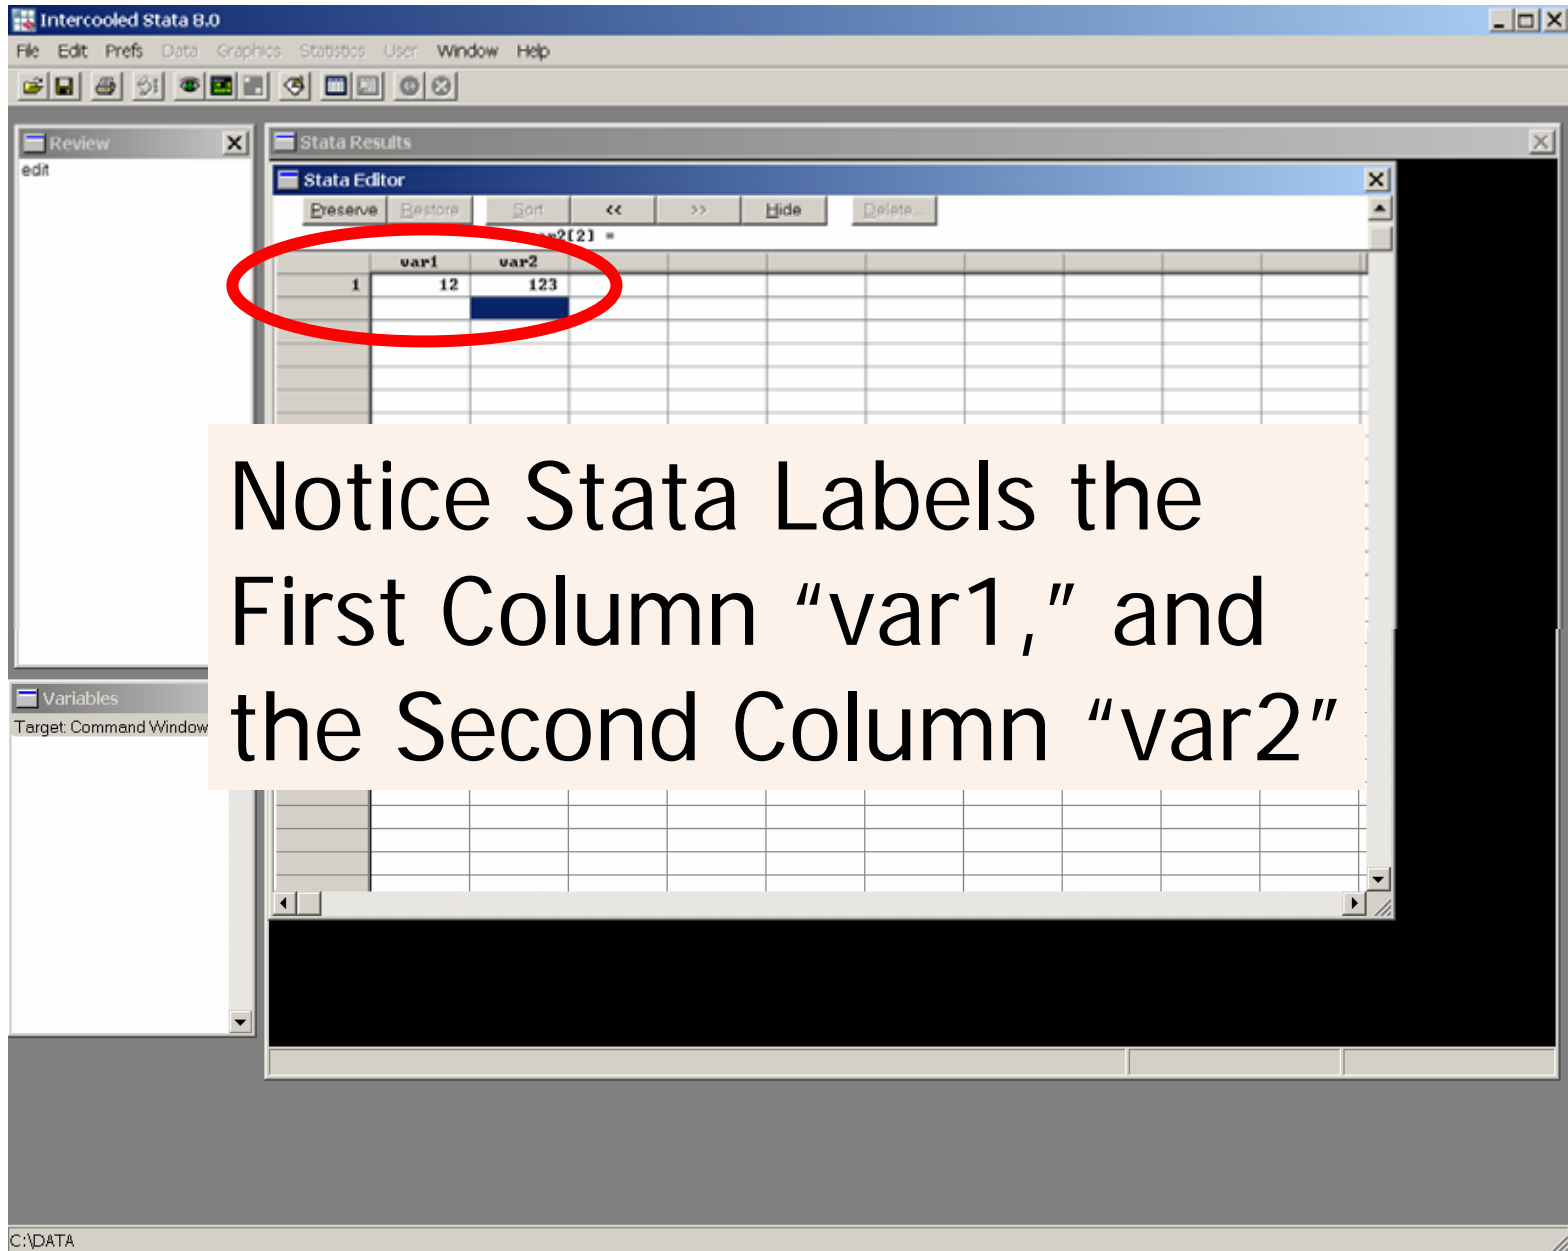 Intercooled Stata 8.0
File Edit Prefs Data Graphics Statistics User Window Help
Review
edit
Stata Results
Stata Editor
Preserve Restore Sort << >> Hide Delete...
var2[2] =
var1 var2
1 12 123
Notice Stata Labels the
First Column “var1,” and
the Second Column “var2”
Variables
Target: Command Window
C:\DATA